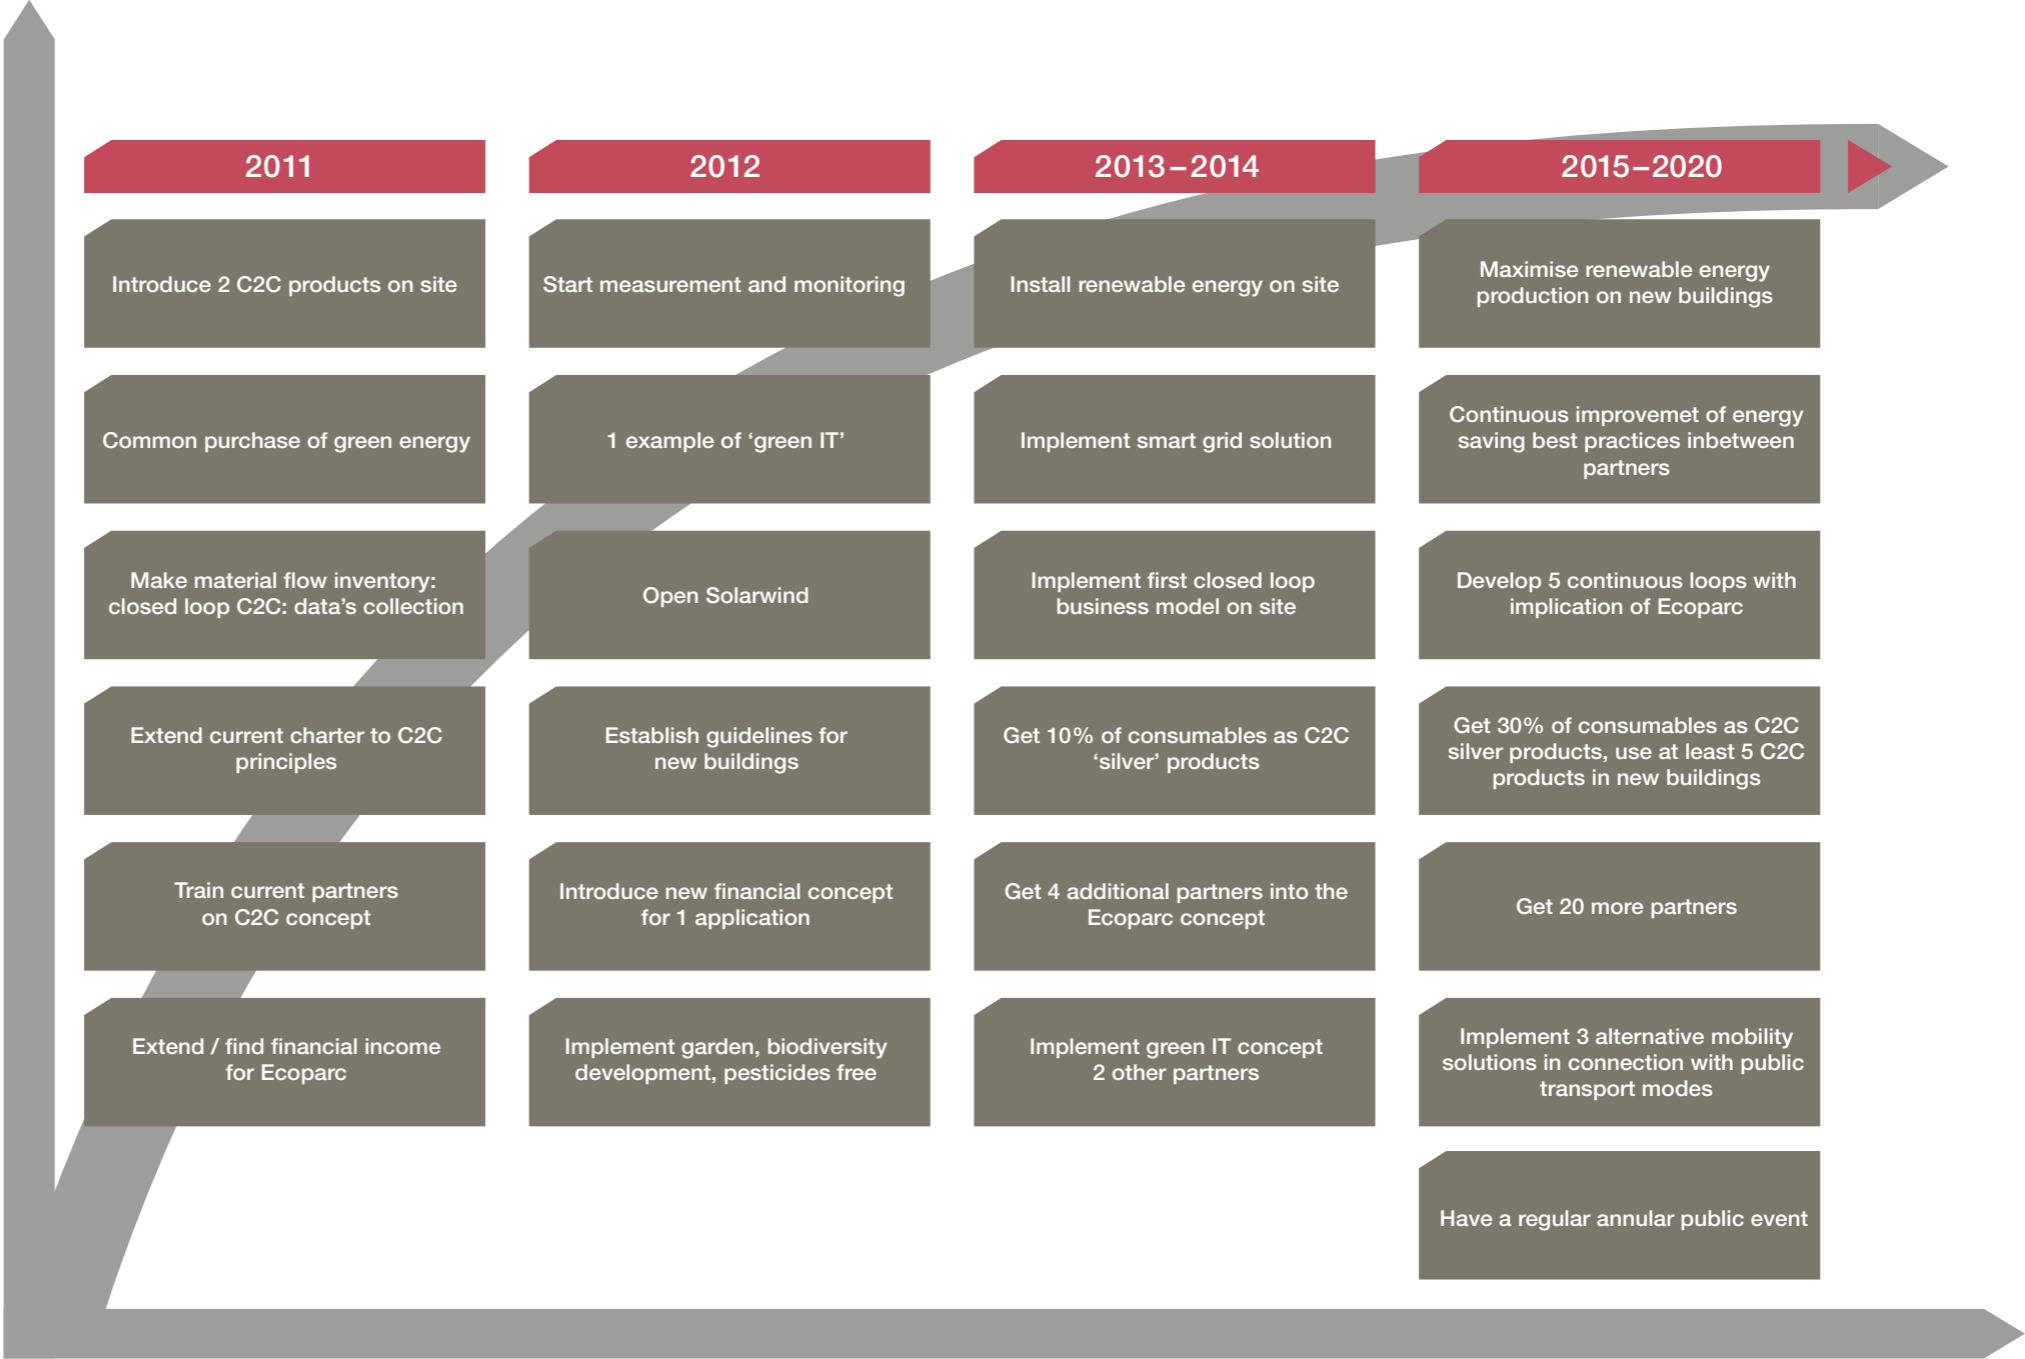 2011
Introduce 2 C2C products on site
Common purchase of green energy
Make material flow inventory:
closed loop C2C: data's collection
Extend current charter to C2C
principles
Train current partners
on C2C concept
Extend / find financial income
for Ecoparc
2012
Start measurement and monitoring
1 example of ‘green IT’
Open Solarwind
Establish guidelines for
new buildings
Introduce new financial concept
for 1 application
Implement garden, biodiversity
development, pesticides free
2013–2014
Install renewable energy on site
Implement smart grid solution
Implement first closed loop
business model on site
Get 10% of consumables as C2C
‘silver’ products
Get 4 additional partners into the
Ecoparc concept
Implement green IT concept
2 other partners
2015–2020
Maximise renewable energy
production on new buildings
Continuous improvemet of energy
saving best practices inbetween
partners
Develop 5 continuous loops with
implication of Ecoparc
Get 30% of consumables as C2C
silver products, use at least 5 C2C
products in new buildings
Get 20 more partners
Implement 3 alternative mobility
solutions in connection with public
transport modes
Have a regular annular public event